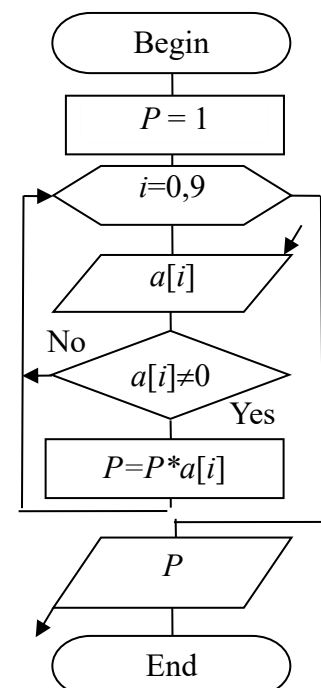 Begin
P = 1
i=0,9
a[i]
No
a[i]≠0
Yes
P=P*a[i]
P
End